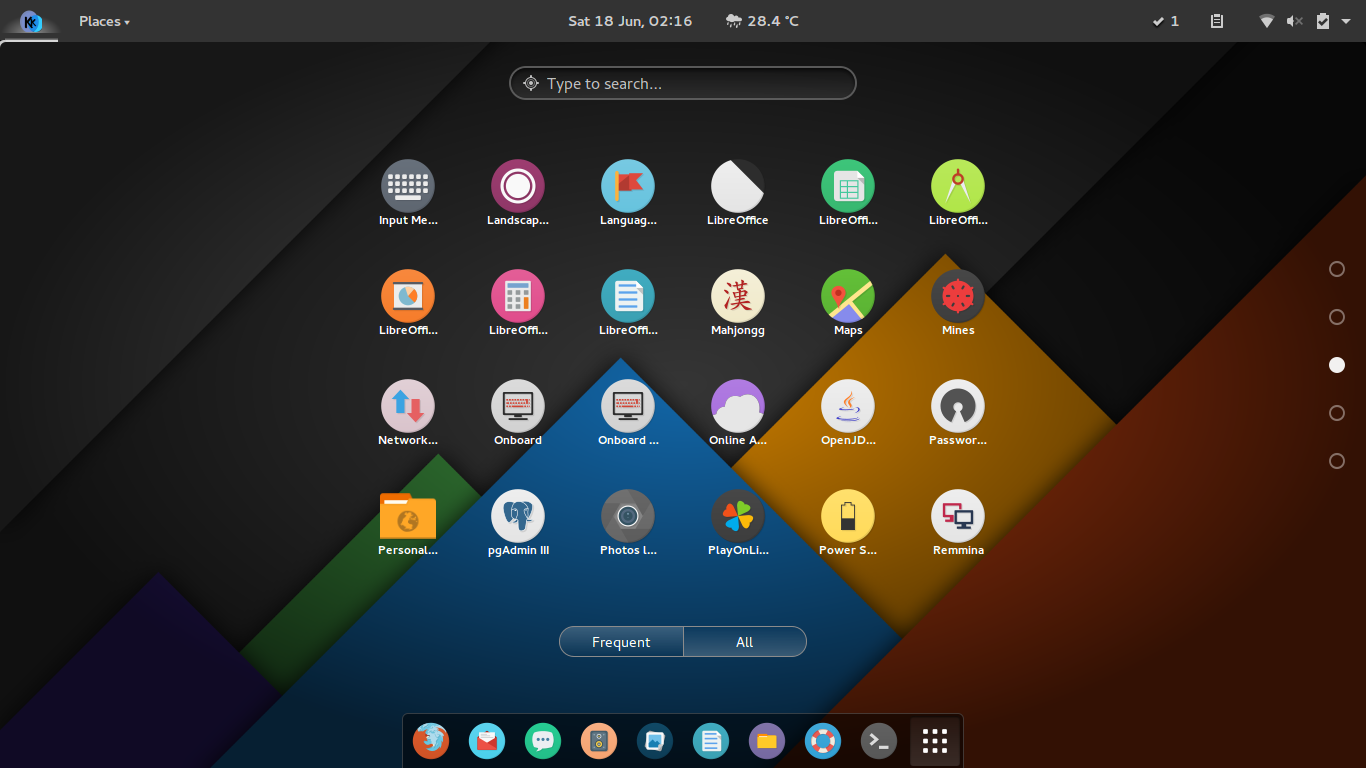 Places
Sat 18 Jun, 02:16
28.4 °C
1
Type to search...
Input Me...
Landscap...
Languag...
LibreOffice
LibreOffi...
LibreOffi...
漢
LibreOffi...
LibreOffi...
LibreOffi...
Mahjongg
Maps
Mines
Network...
Onboard
Onboard ...
Online A...
OpenJD...
Passwor...
Personal...
pgAdmin III
Photos I...
PlayOnLi...
Power S...
Remmina
Frequent
All